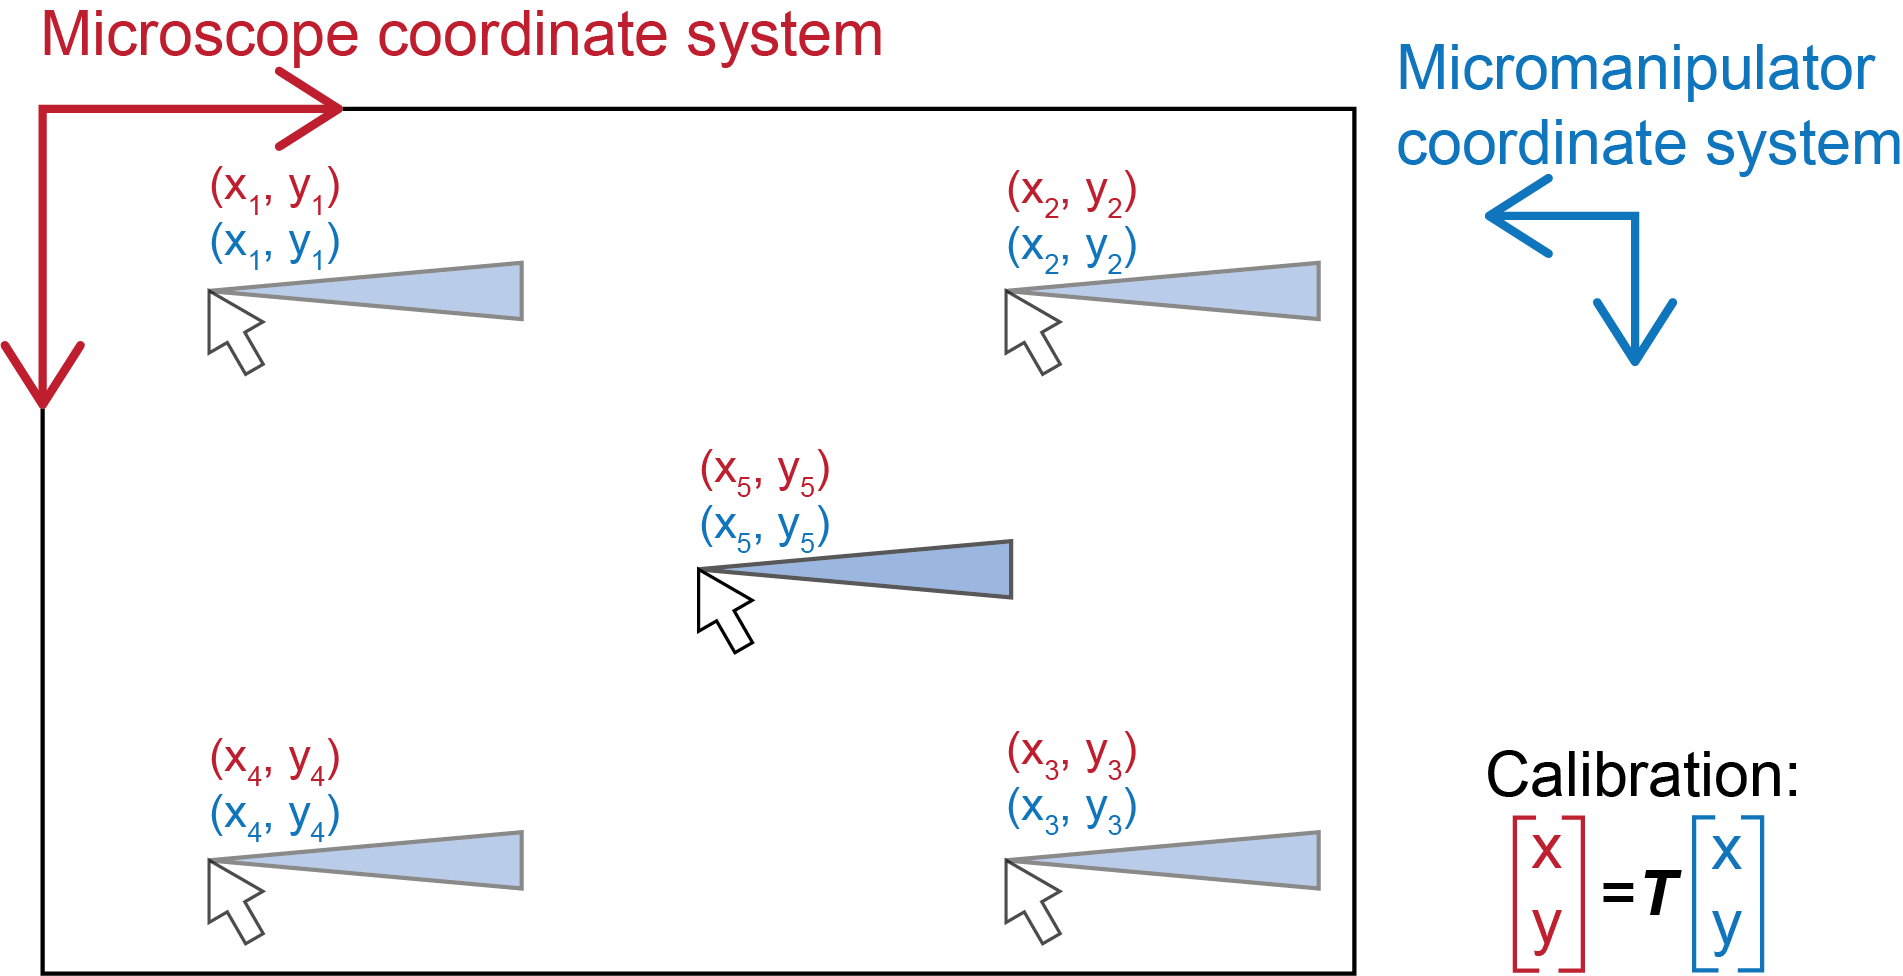 Microscope coordinate system
Micromanipulator
coordinate system
(x1, y1)
(x1, y1)
(x2, y2)
(x2, y2)
(x5, y5)
(x5, y5)
(x4, y4)
(x4, y4)
(x3, y3)
(x3, y3)
Calibration:
[x y] = T [x y]